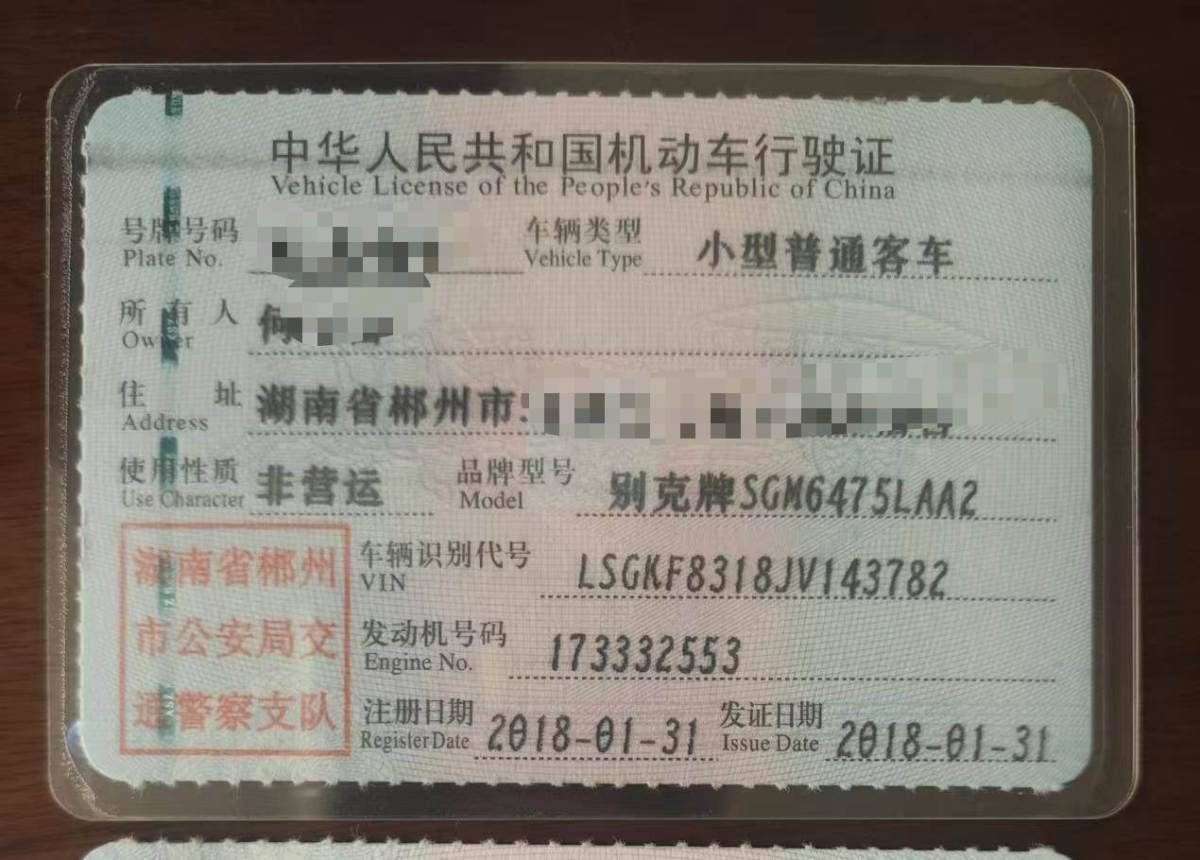 中华人民共和国机动车行驶证
Vehicle License of the People's Republic of China
号牌号码 车辆类型 小型普通客车
Plate No. Vehicle Type
所有人 何
Owner
住址 湖南省郴州市
Address
使用性质 非营运 品牌型号 别克牌SGM6475LAA2
Use Character Model
湖南省郴州市公安局交通警察支队
车辆识别代号 LSGKF8318JV143782
VIN
发动机号码 173332553
Engine No.
注册日期 2018-01-31 发证日期 2018-01-31
Register Date Issue Date